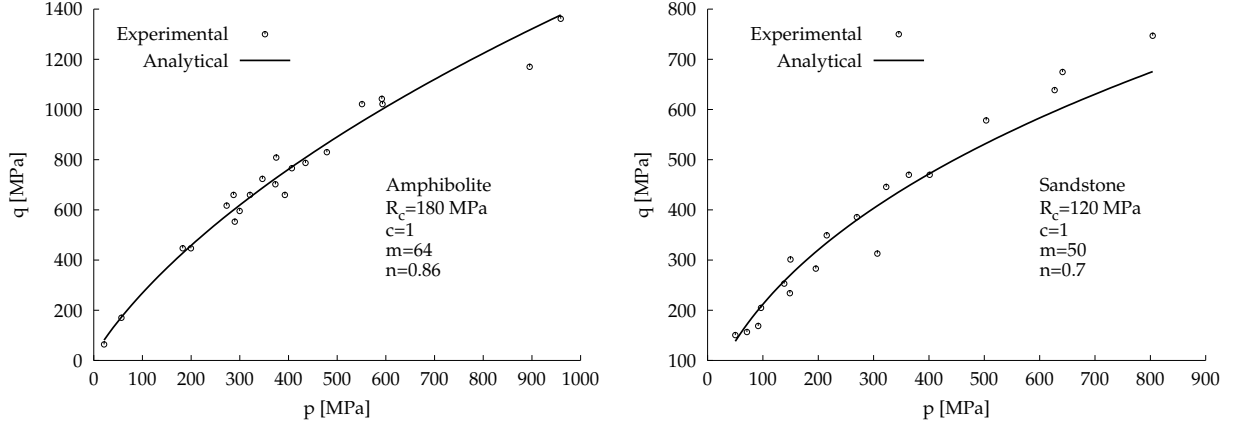 1400
1200
1000
800
600
400
200
0
q [MPa]
Experimental
Analytical
Amphibolite
R_c=180 MPa
c=1
m=64
n=0.86
0 100 200 300 400 500 600 700 800 900 1000
p [MPa]
800
700
600
500
400
300
200
100
q [MPa]
Experimental
Analytical
Sandstone
R_c=120 MPa
c=1
m=50
n=0.7
0 100 200 300 400 500 600 700 800 900
p [MPa]